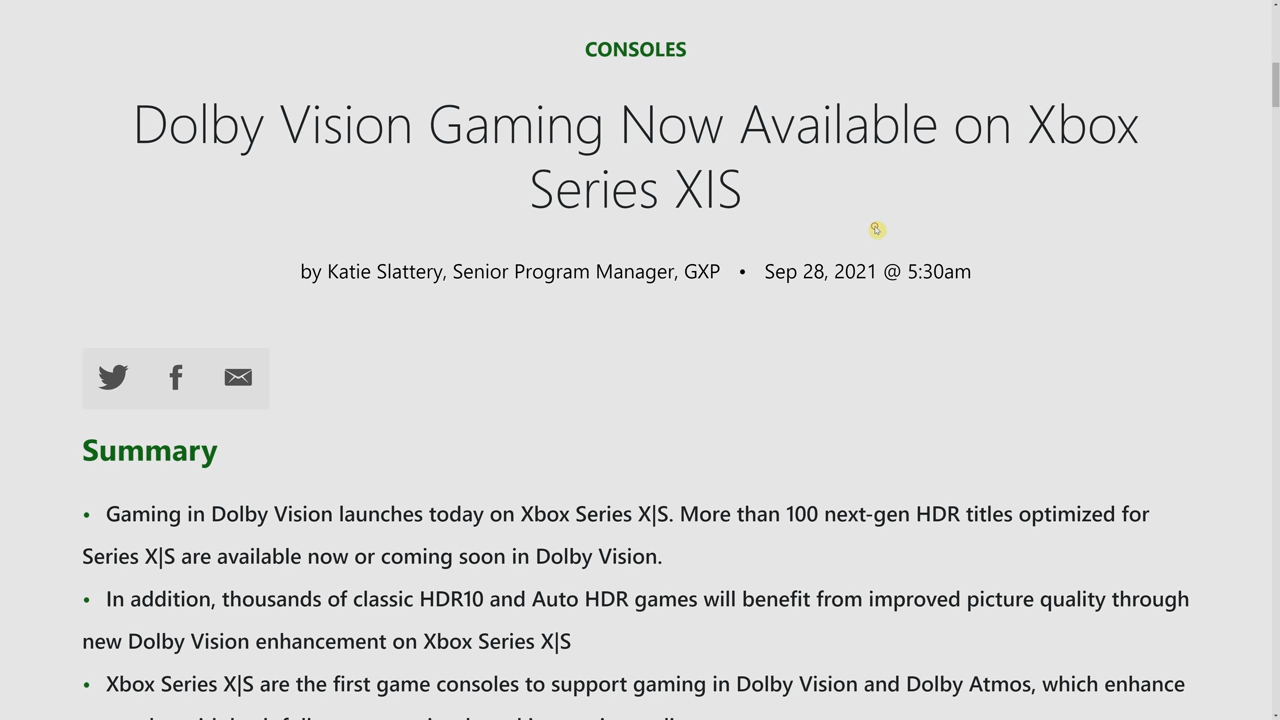 CONSOLES
Dolby Vision Gaming Now Available on Xbox
Series X|S
by Katie Slattery, Senior Program Manager, GXP • Sep 28, 2021 @ 5:30am
Summary
• Gaming in Dolby Vision launches today on Xbox Series X|S. More than 100 next-gen HDR titles optimized for
Series X|S are available now or coming soon in Dolby Vision.
• In addition, thousands of classic HDR10 and Auto HDR games will benefit from improved picture quality through
new Dolby Vision enhancement on Xbox Series X|S
• Xbox Series X|S are the first game consoles to support gaming in Dolby Vision and Dolby Atmos, which enhance